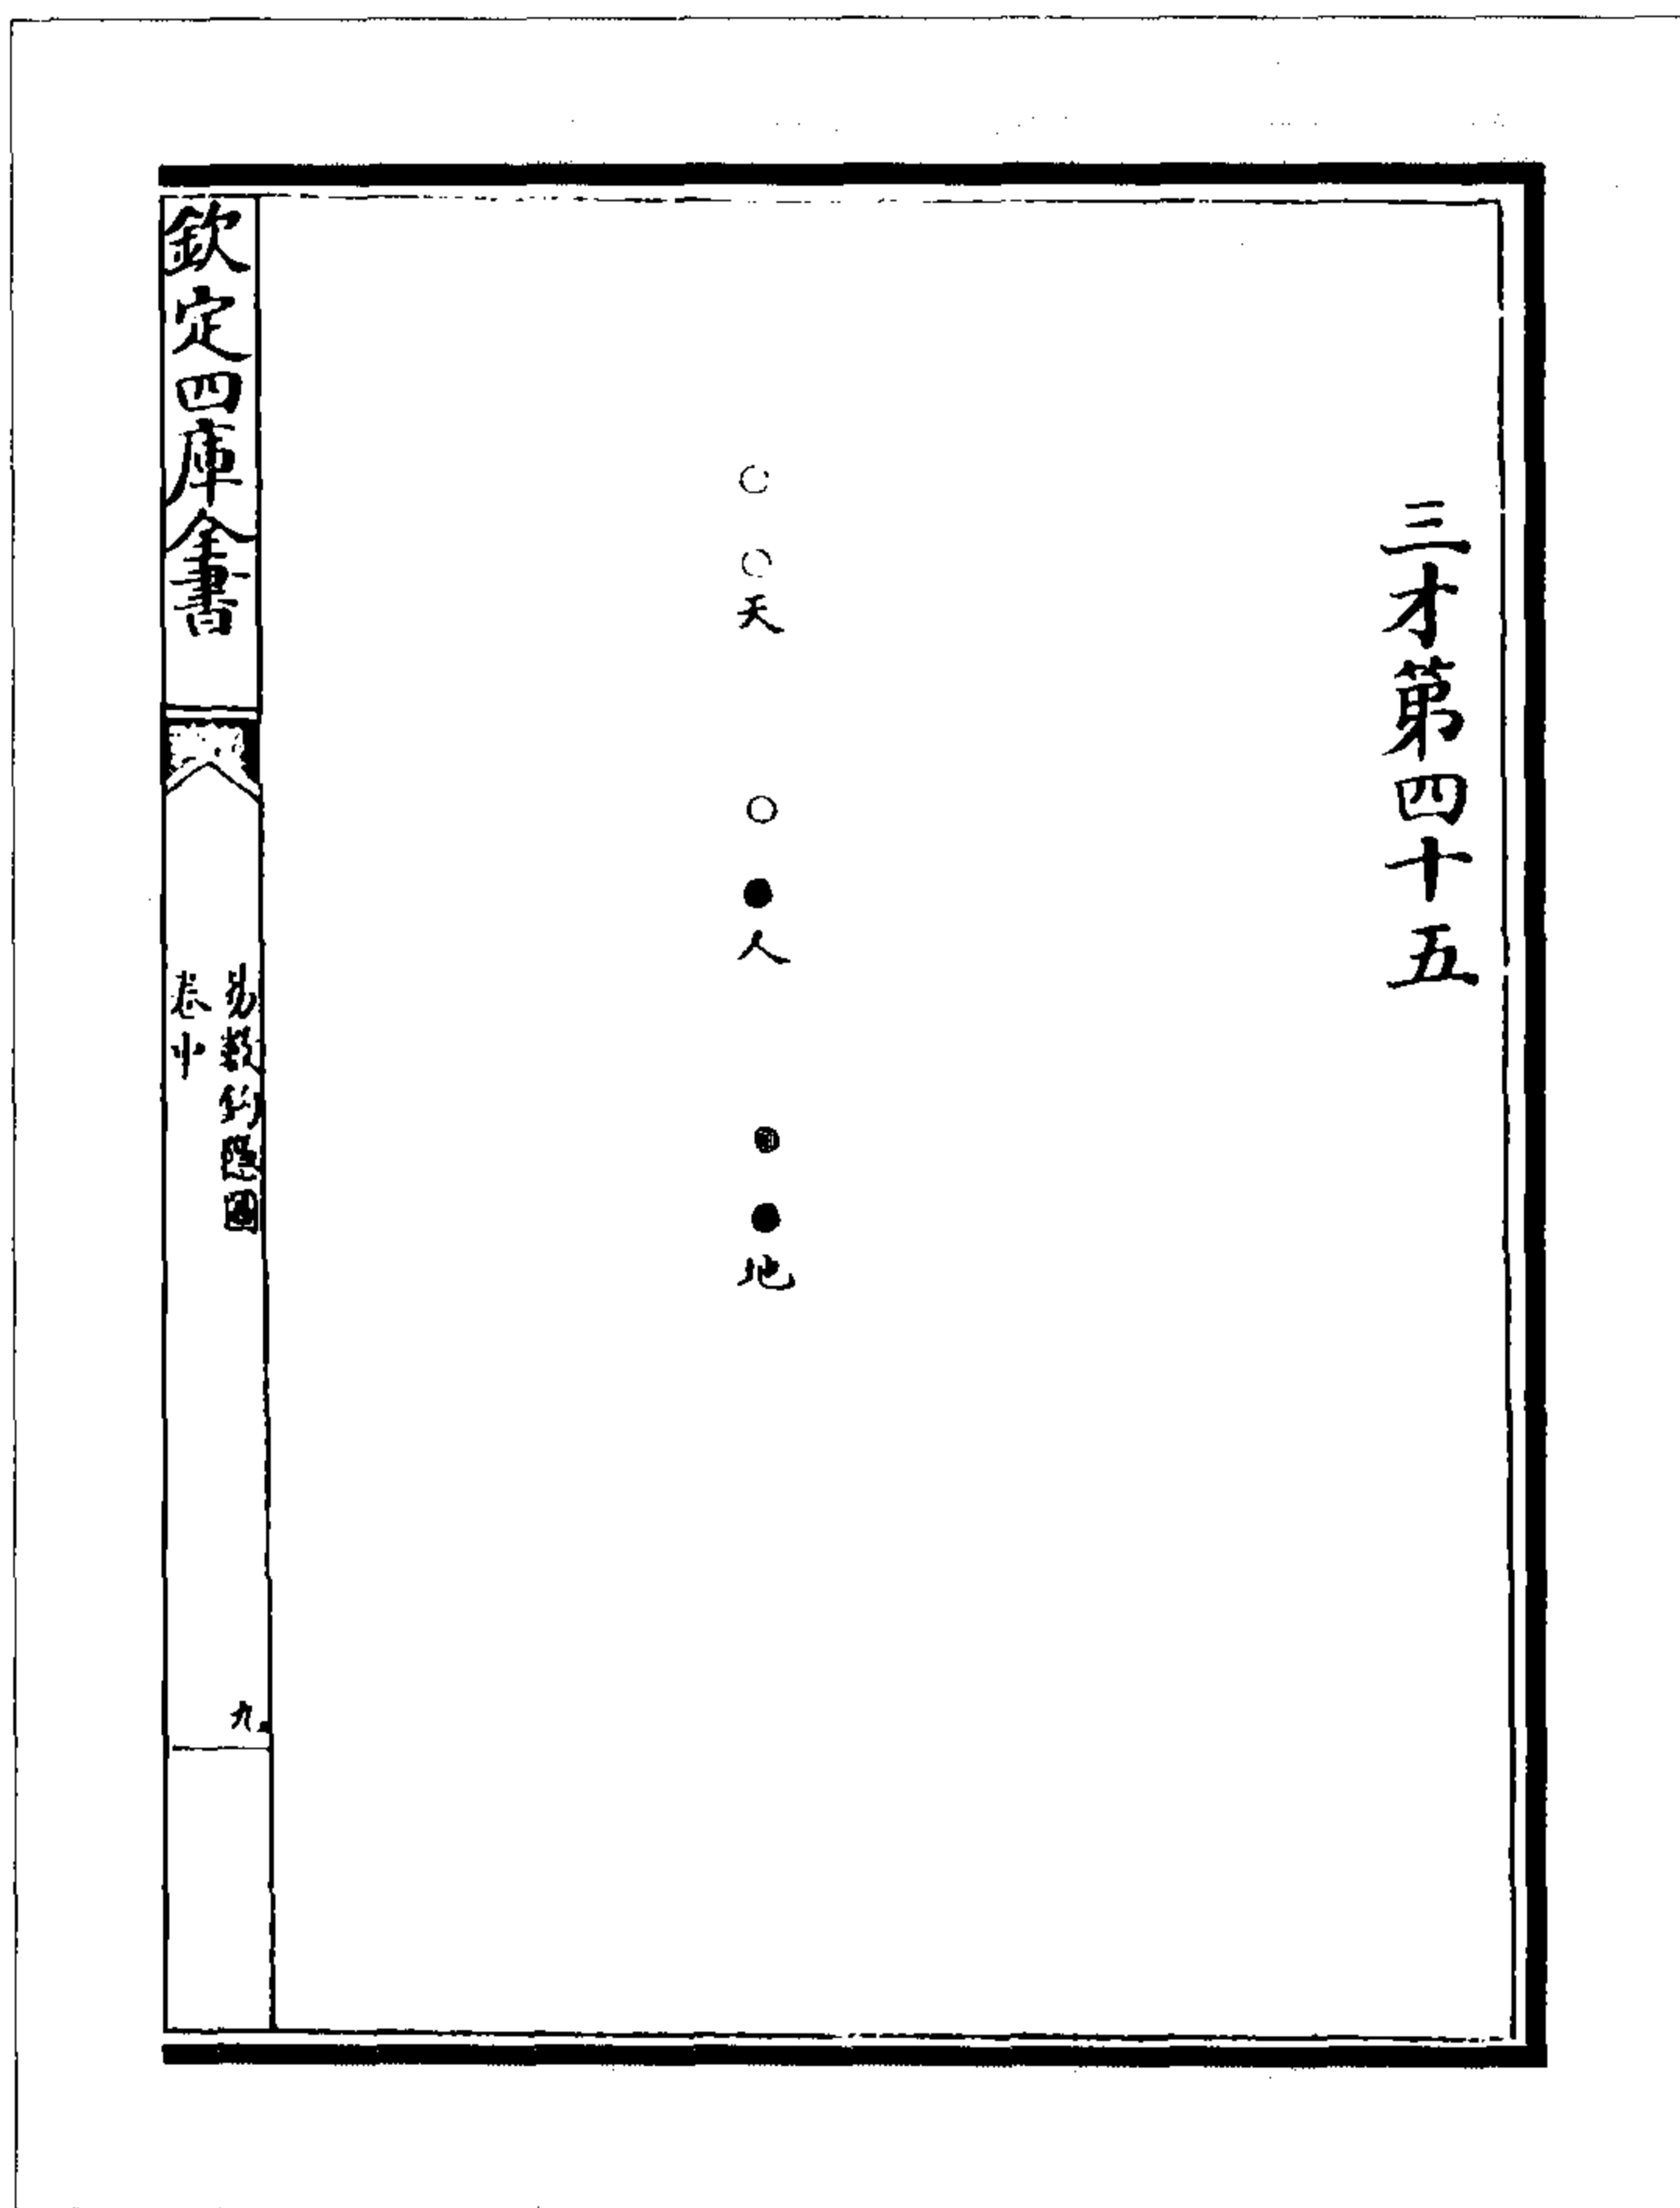 三才第四十五
○○天　○●人　●●地
欽定四庫全書
易數鈎隱圖
卷中
九